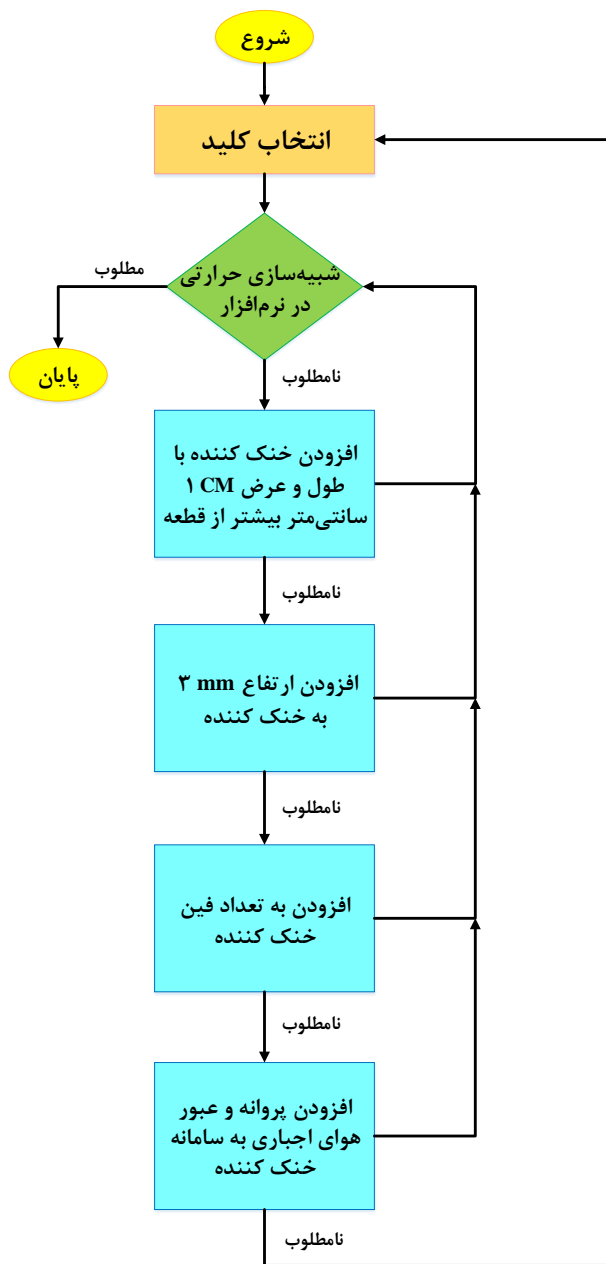 شروع
انتخاب کلید
شبیه‌سازی حرارتی
در نرم‌افزار
مطلوب
پایان
نامطلوب
افزودن خنک کننده با
طول و عرض ۱ CM
سانتی‌متر بیشتر از قطعه
نامطلوب
افزودن ارتفاع ۳ mm
به خنک کننده
نامطلوب
افزودن به تعداد فین
خنک کننده
نامطلوب
افزودن پروانه و عبور
هوای اجباری به سامانه
خنک کننده
نامطلوب